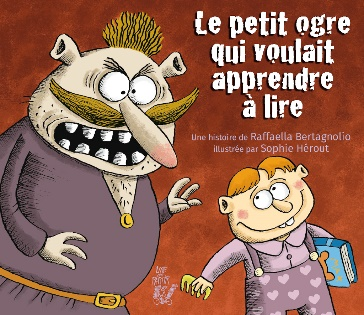 Le petit ogre
qui voulait
apprendre
à lire
Une histoire de Raffaella Bertagnolio
illustrée par Sophie Hérout